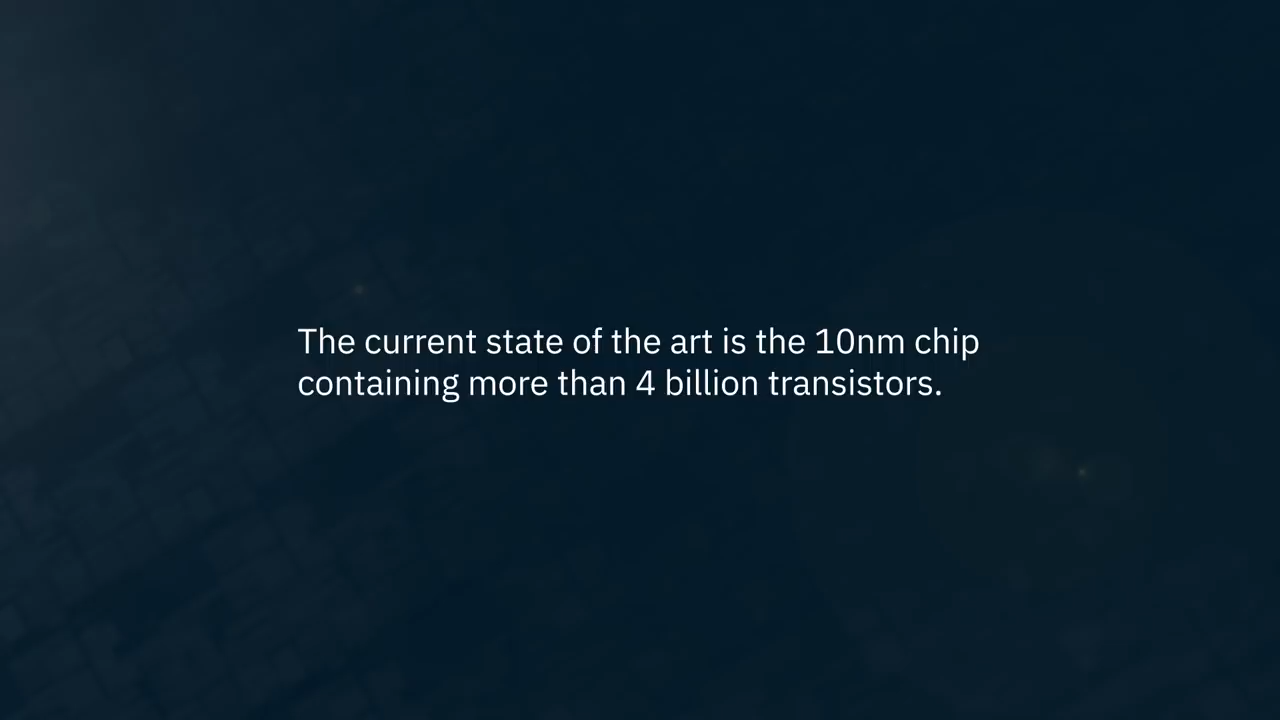 The current state of the art is the 10nm chip
containing more than 4 billion transistors.